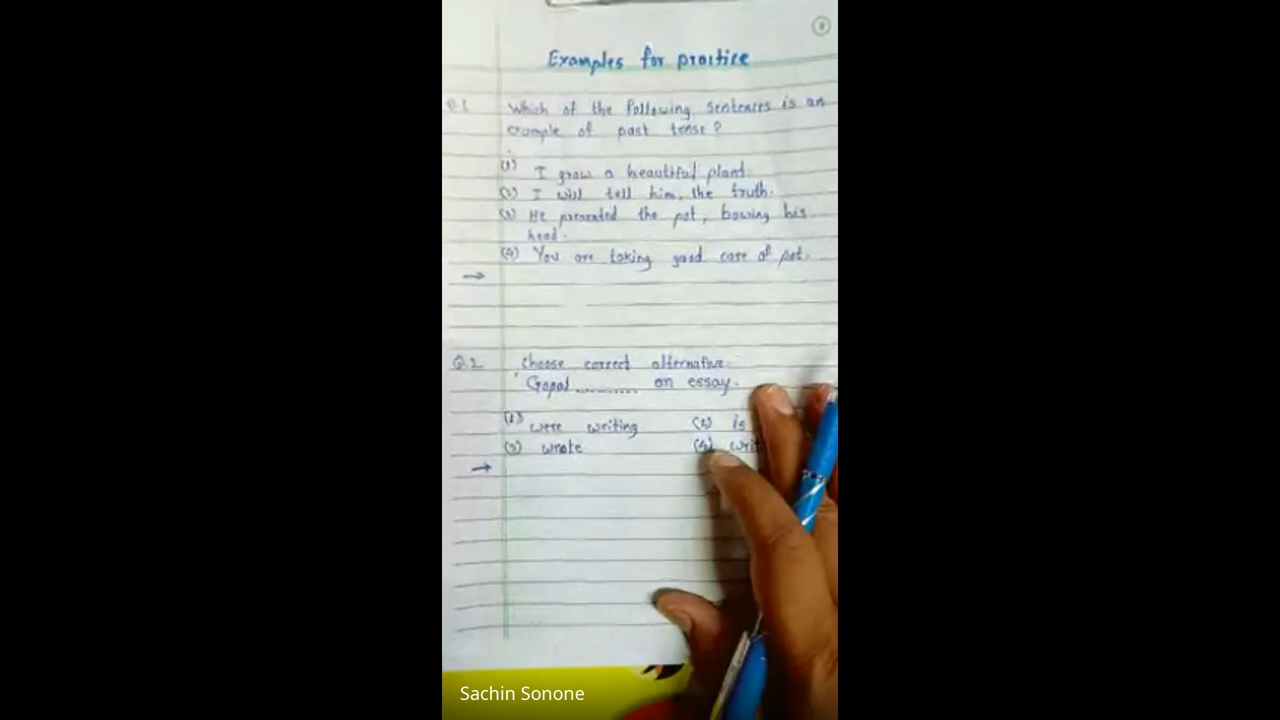 Examples for practice
Q.1 Which of the following sentences is an
example of past tense?
(1) I grow a beautiful plant.
(2) I will tell him, the truth.
(3) He presented the pot, bowing his
head.
(4) You are taking good care of pot.
→
Q.2 Choose correct alternative.
Gopal .......... an essay.
(1) were writing (2) is
(3) wrote (4) writ
→
Sachin Sonone